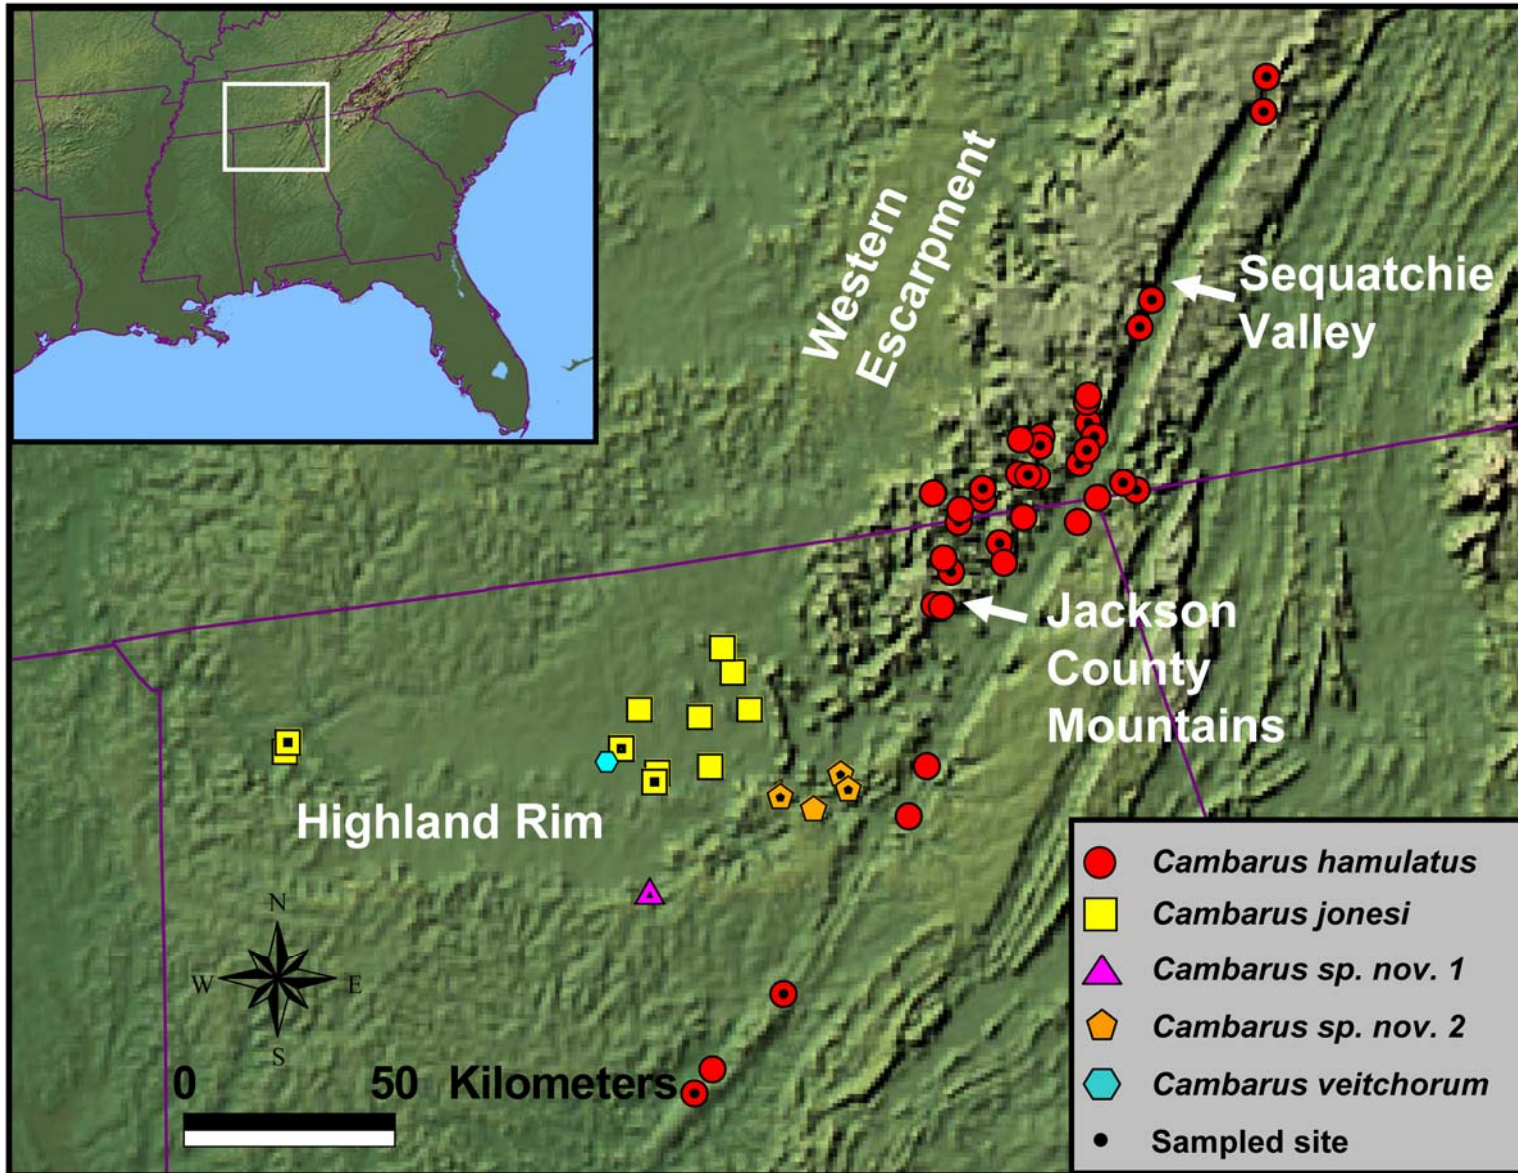 Western
Escarpment
Sequatchie
Valley
Jackson
County
Mountains
Highland Rim
N
W E
S
0 50 Kilometers
Cambarus hamulatus
Cambarus jonesi
Cambarus sp. nov. 1
Cambarus sp. nov. 2
Cambarus veitchorum
Sampled site